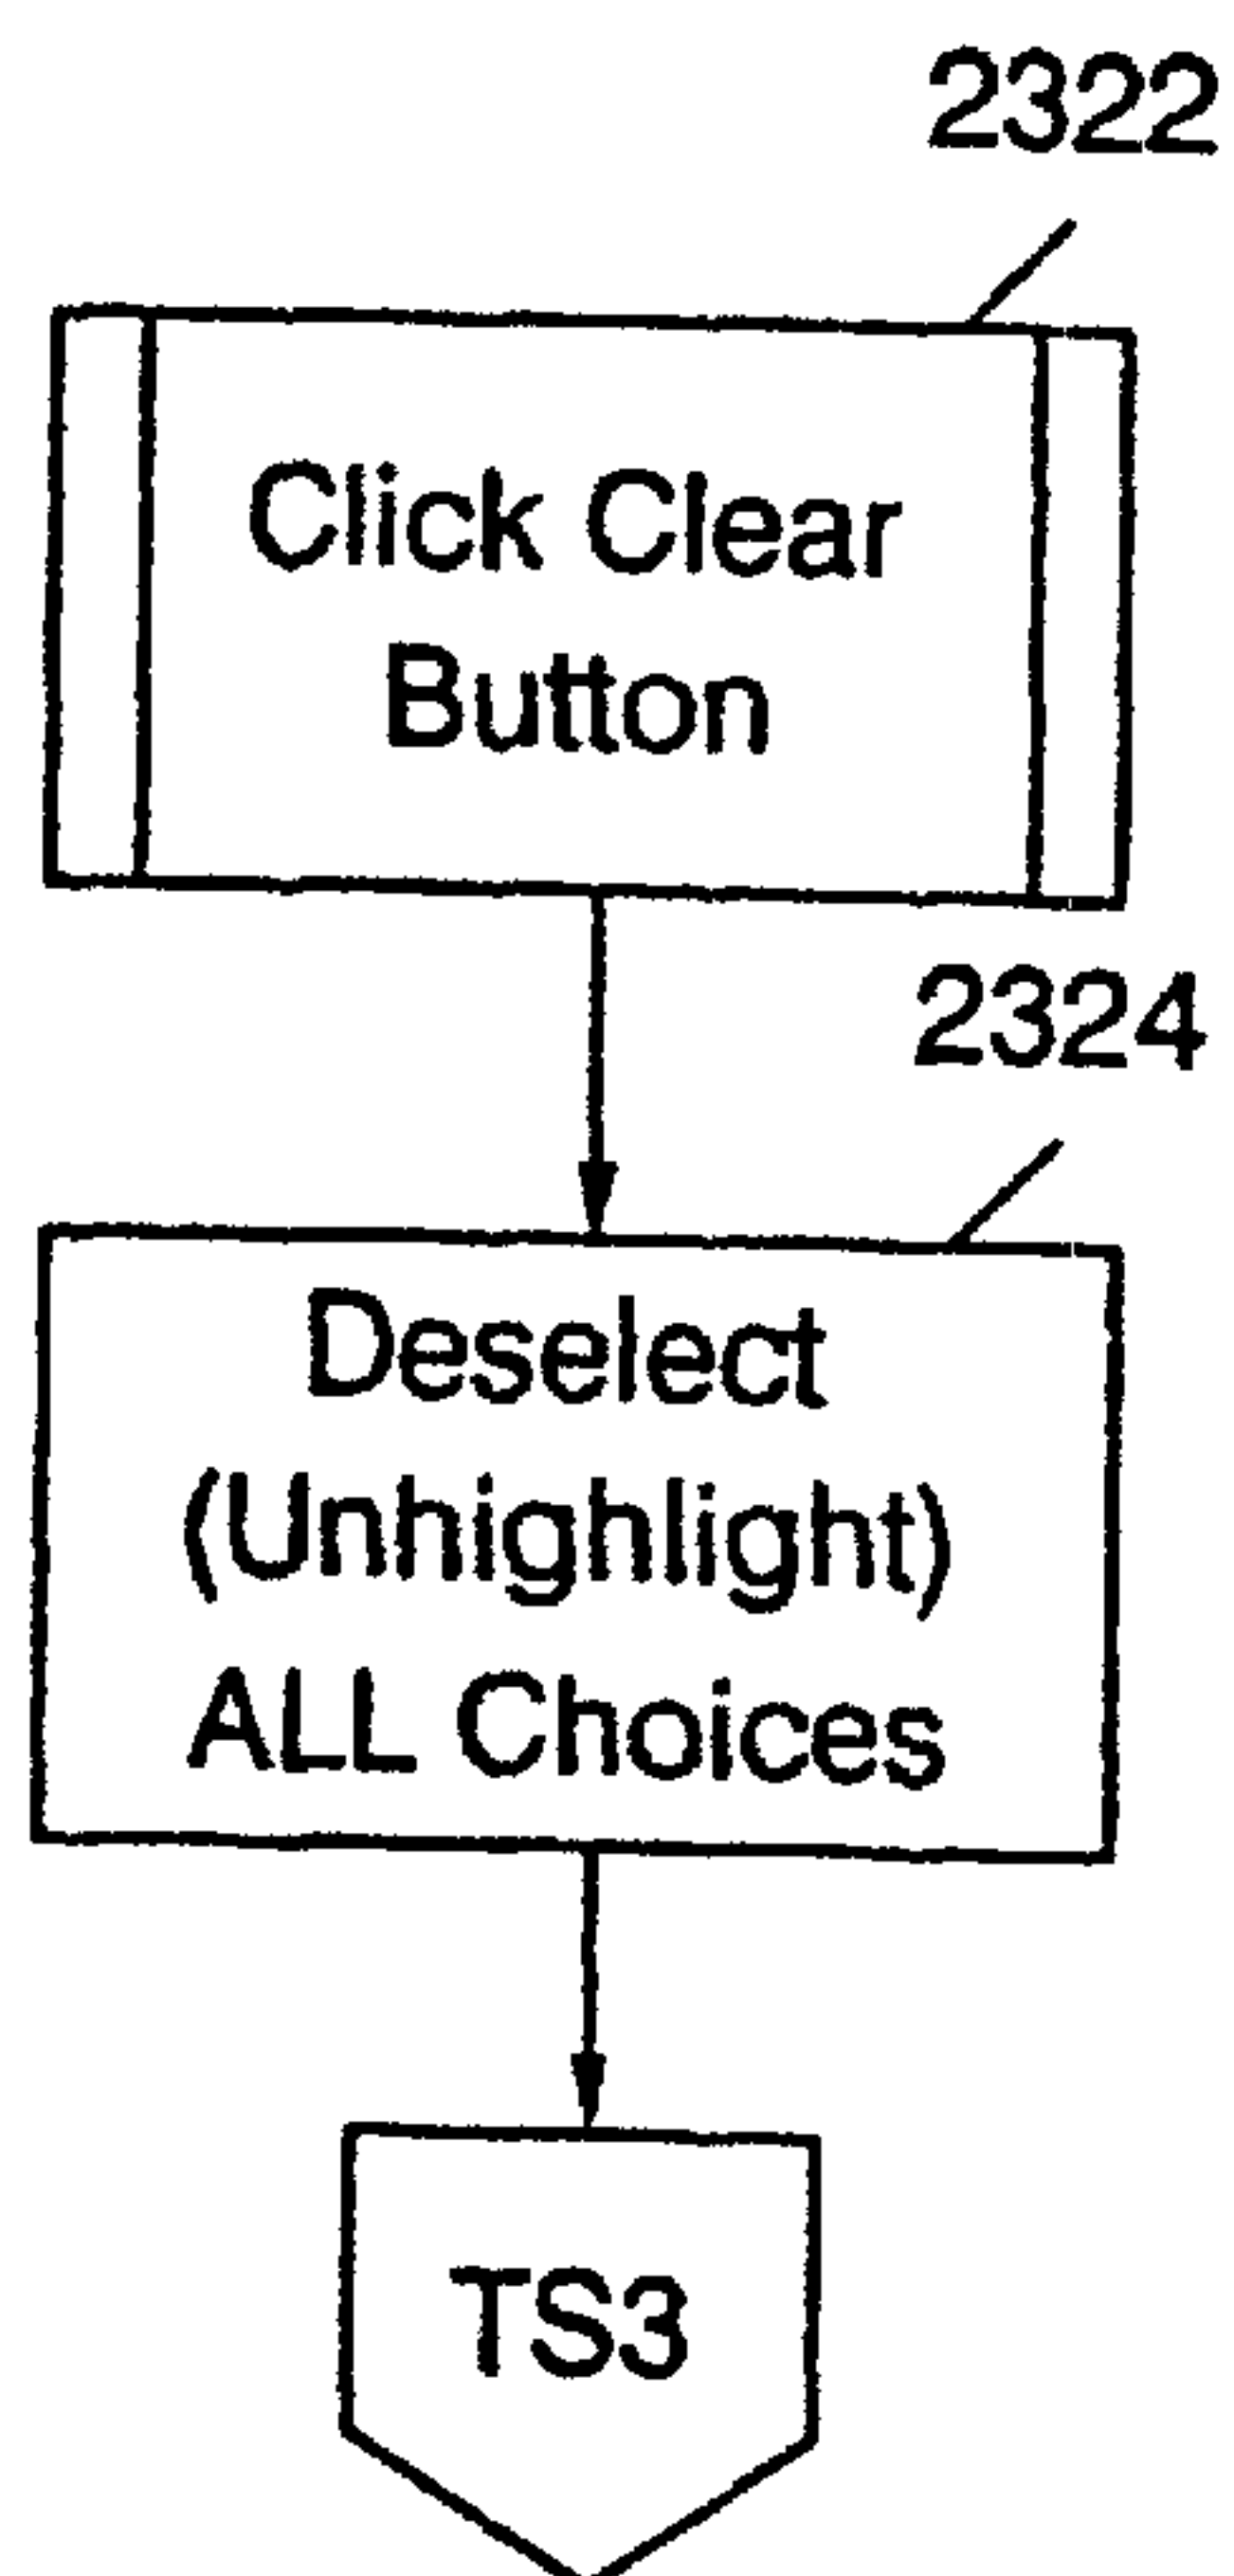 2322
Click Clear
Button
2324
Deselect
(Unhighlight)
ALL Choices
TS3